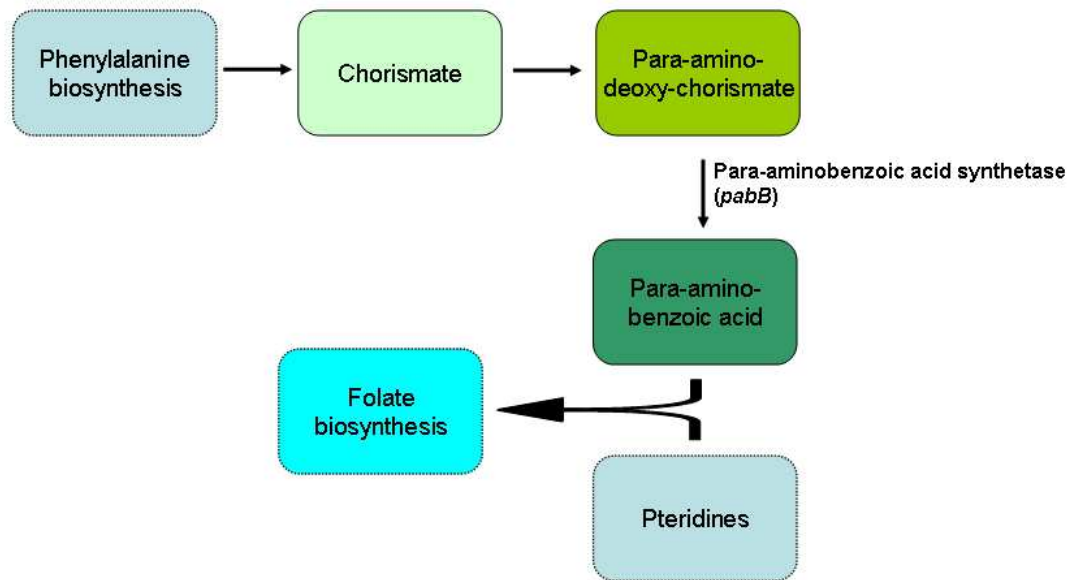 Phenylalanine
biosynthesis
Chorismate
Para-amino-
deoxy-chorismate
Para-aminobenzoic acid synthetase
(pabB)
Para-amino-
benzoic acid
Folate
biosynthesis
Pteridines